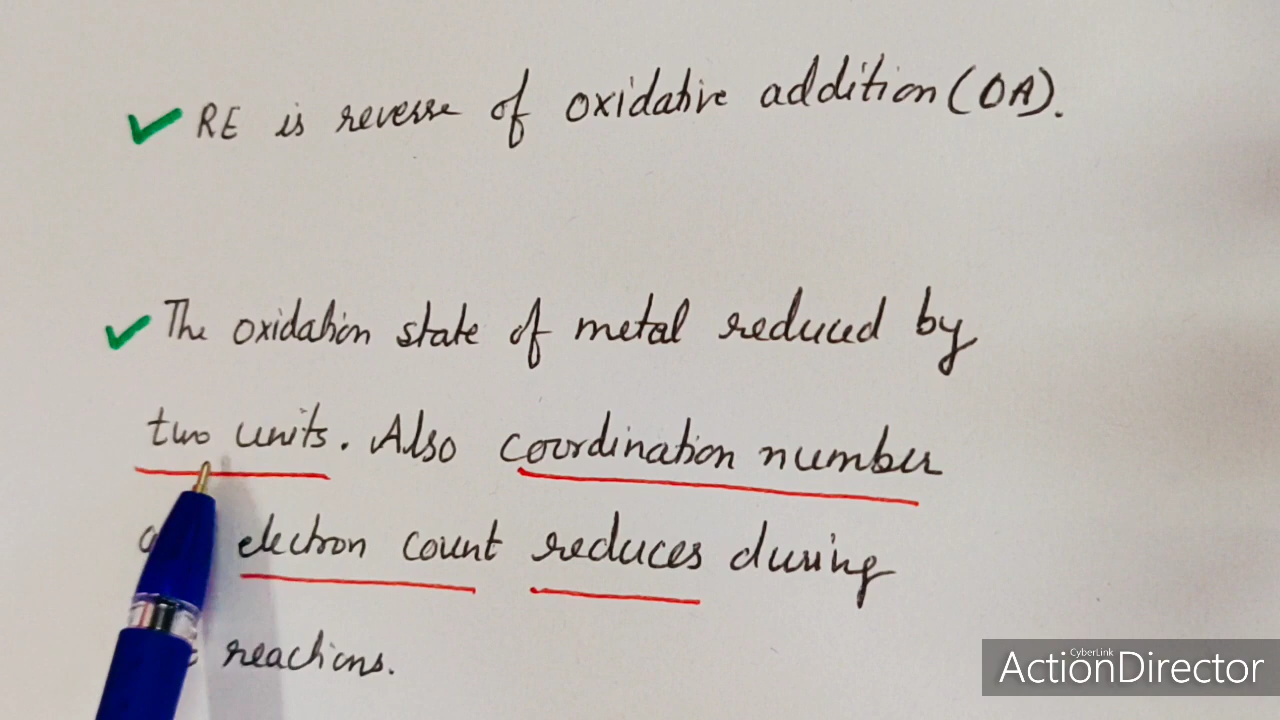 RE is reverse of oxidative addition (OA).
The oxidation state of metal reduced by
two units. Also coordination number
electron count reduces during
reactions.
CyberLink
ActionDirector